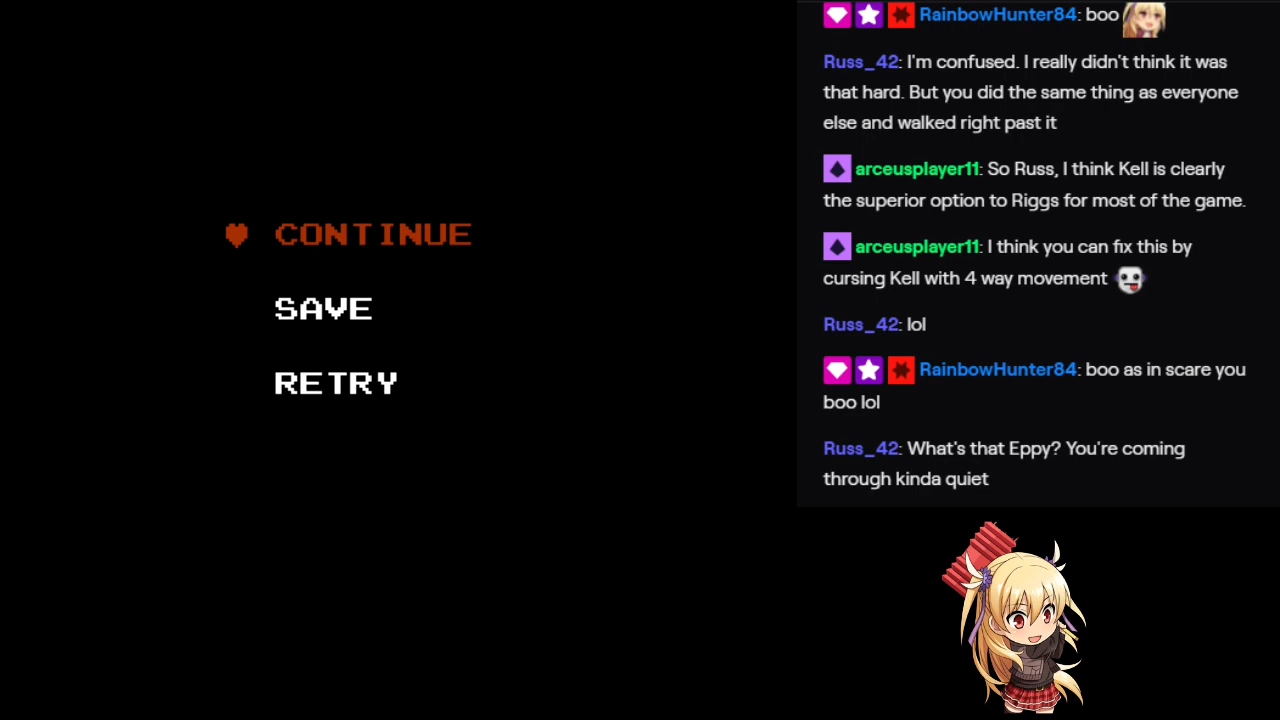 CONTINUE
SAVE
RETRY
RainbowHunter84: boo
Russ_42: I'm confused. I really didn't think it was
that hard. But you did the same thing as everyone
else and walked right past it
arceusplayer11: So Russ, I think Kell is clearly
the superior option to Riggs for most of the game.
arceusplayer11: I think you can fix this by
cursing Kell with 4 way movement
Russ_42: lol
RainbowHunter84: boo as in scare you
boo lol
Russ_42: What's that Eppy? You're coming
through kinda quiet